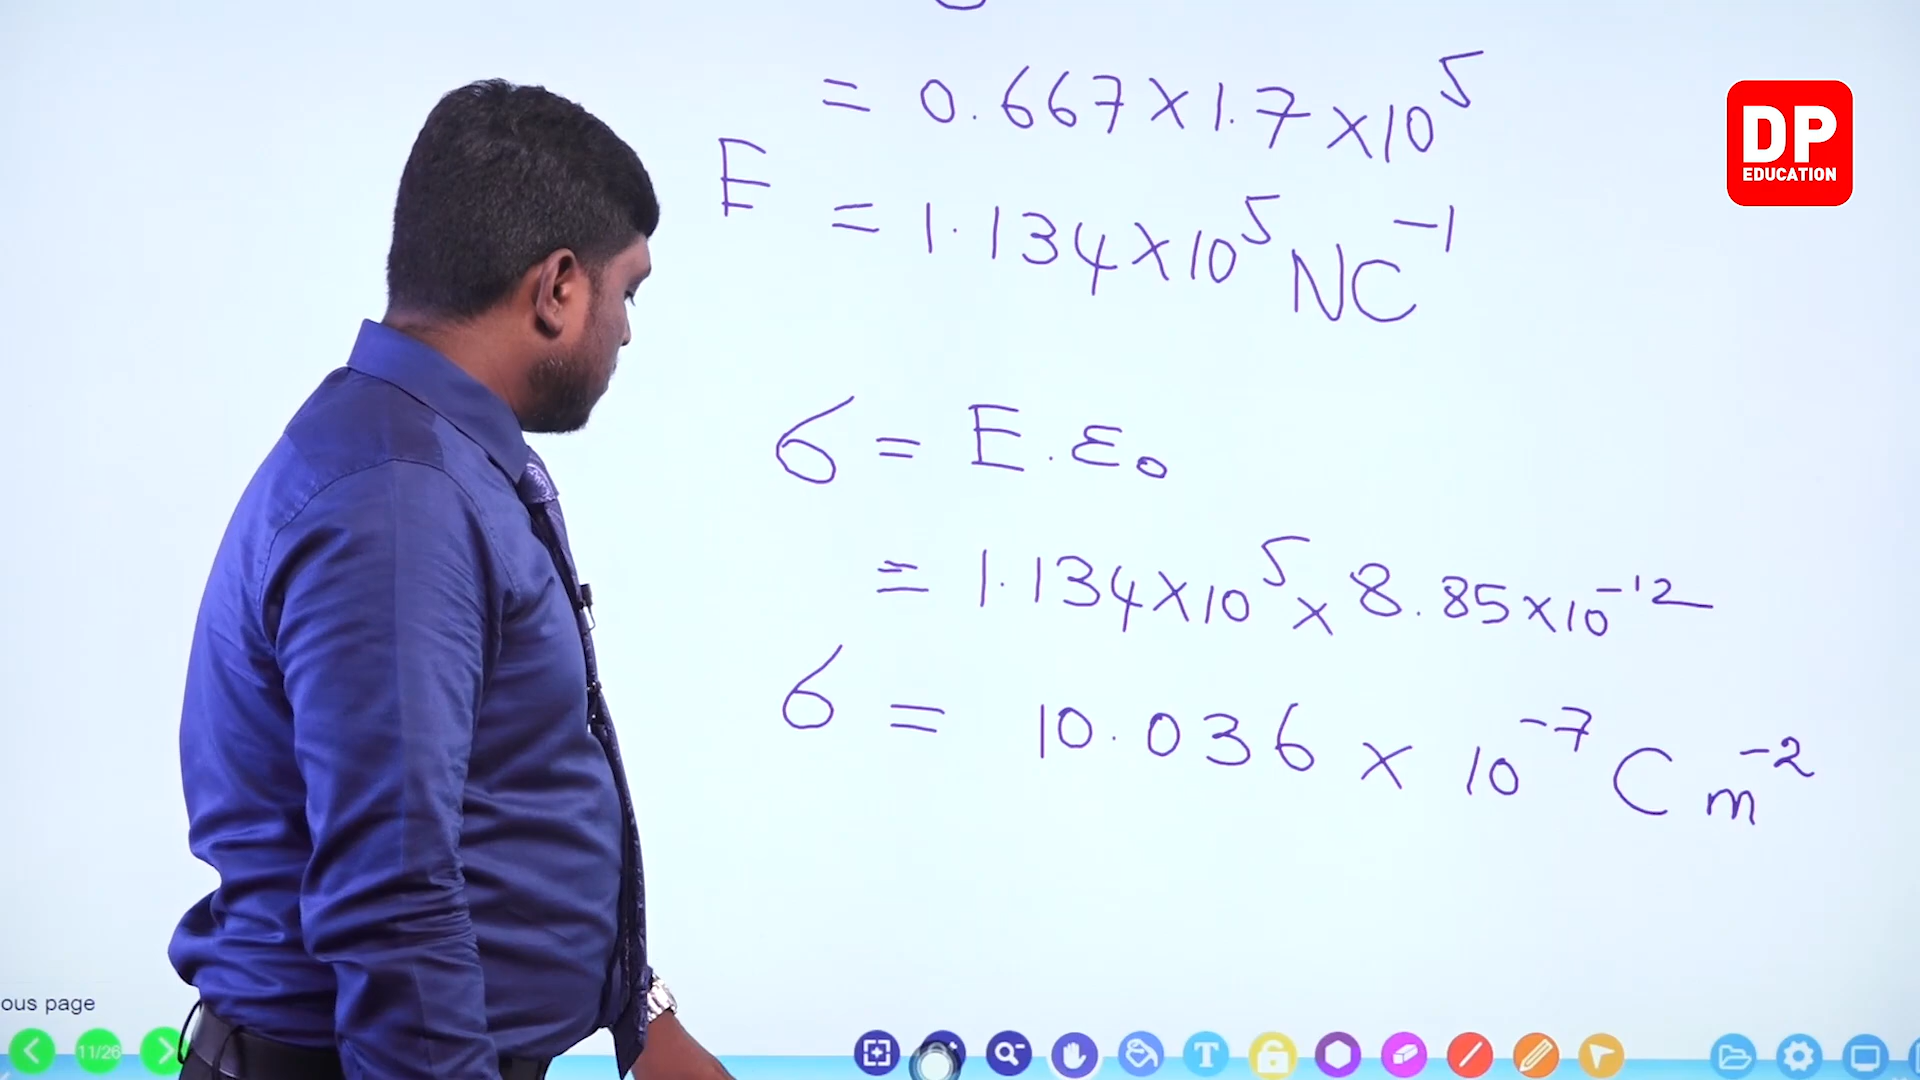 = 0.667 × 1.7 × 10⁵
DP
EDUCATION
E = 1.134 × 10⁵ NC⁻¹
σ = E . ε₀
= 1.134 × 10⁵ × 8.85 × 10⁻¹²
σ = 10.036 × 10⁻⁷ C m⁻²
ous page
11/26
T